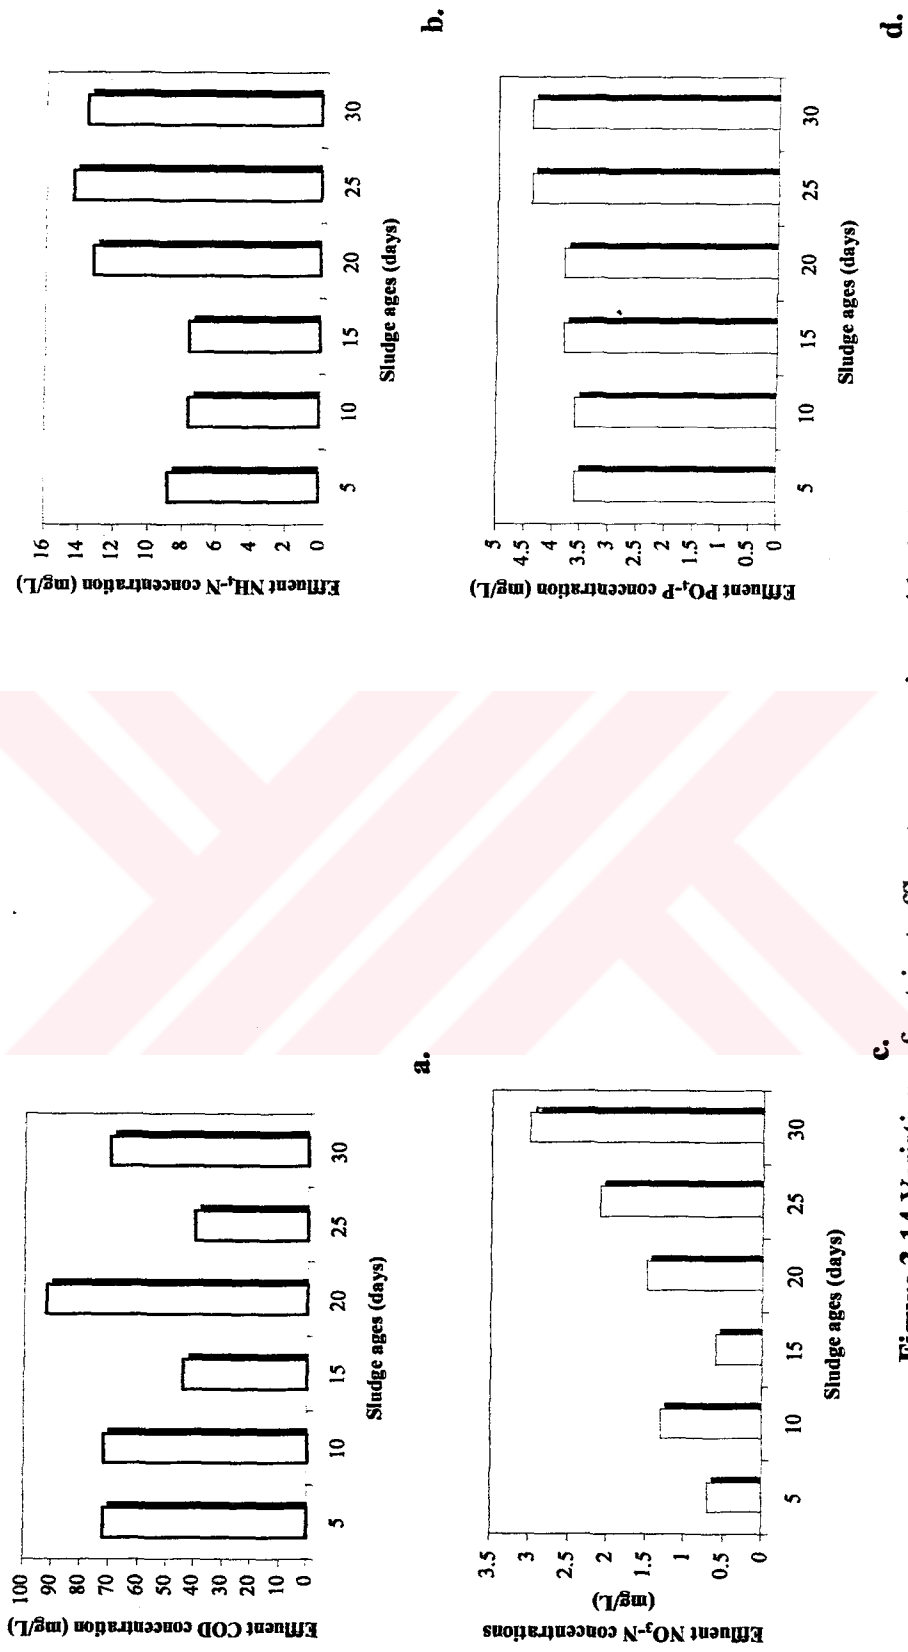 Effluent COD concentration (mg/L)
100
90
80
70
60
50
40
30
20
10
0
5 10 15 20 25 30
Sludge ages (days)
a.
Effluent NH₄-N concentration (mg/L)
16
14
12
10
8
6
4
2
0
5 10 15 20 25 30
Sludge ages (days)
b.
Effluent NO₃-N concentrations
(mg/L)
3.5
3
2.5
2
1.5
1
0.5
0
5 10 15 20 25 30
Sludge ages (days)
c.
Effluent PO₄-P concentration (mg/L)
5
4.5
4
3.5
3
2.5
2
1.5
1
0.5
0
5 10 15 20 25 30
Sludge ages (days)
d.